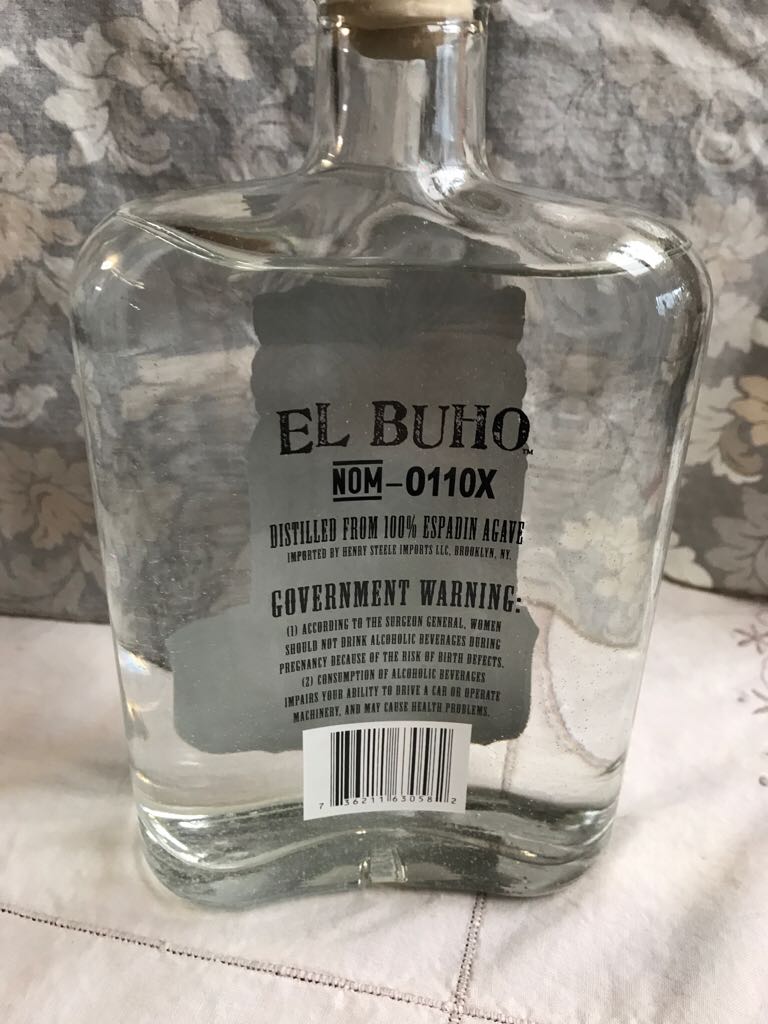 EL BUHO™
NOM-O110X
DISTILLED FROM 100% ESPADIN AGAVE
IMPORTED BY HENRY STEELE IMPORTS LLC, BROOKLYN, NY.
GOVERNMENT WARNING:
(1) ACCORDING TO THE SURGEON GENERAL, WOMEN
SHOULD NOT DRINK ALCOHOLIC BEVERAGES DURING
PREGNANCY BECAUSE OF THE RISK OF BIRTH DEFECTS.
(2) CONSUMPTION OF ALCOHOLIC BEVERAGES
IMPAIRS YOUR ABILITY TO DRIVE A CAR OR OPERATE
MACHINERY, AND MAY CAUSE HEALTH PROBLEMS.
7 36211 63058 2